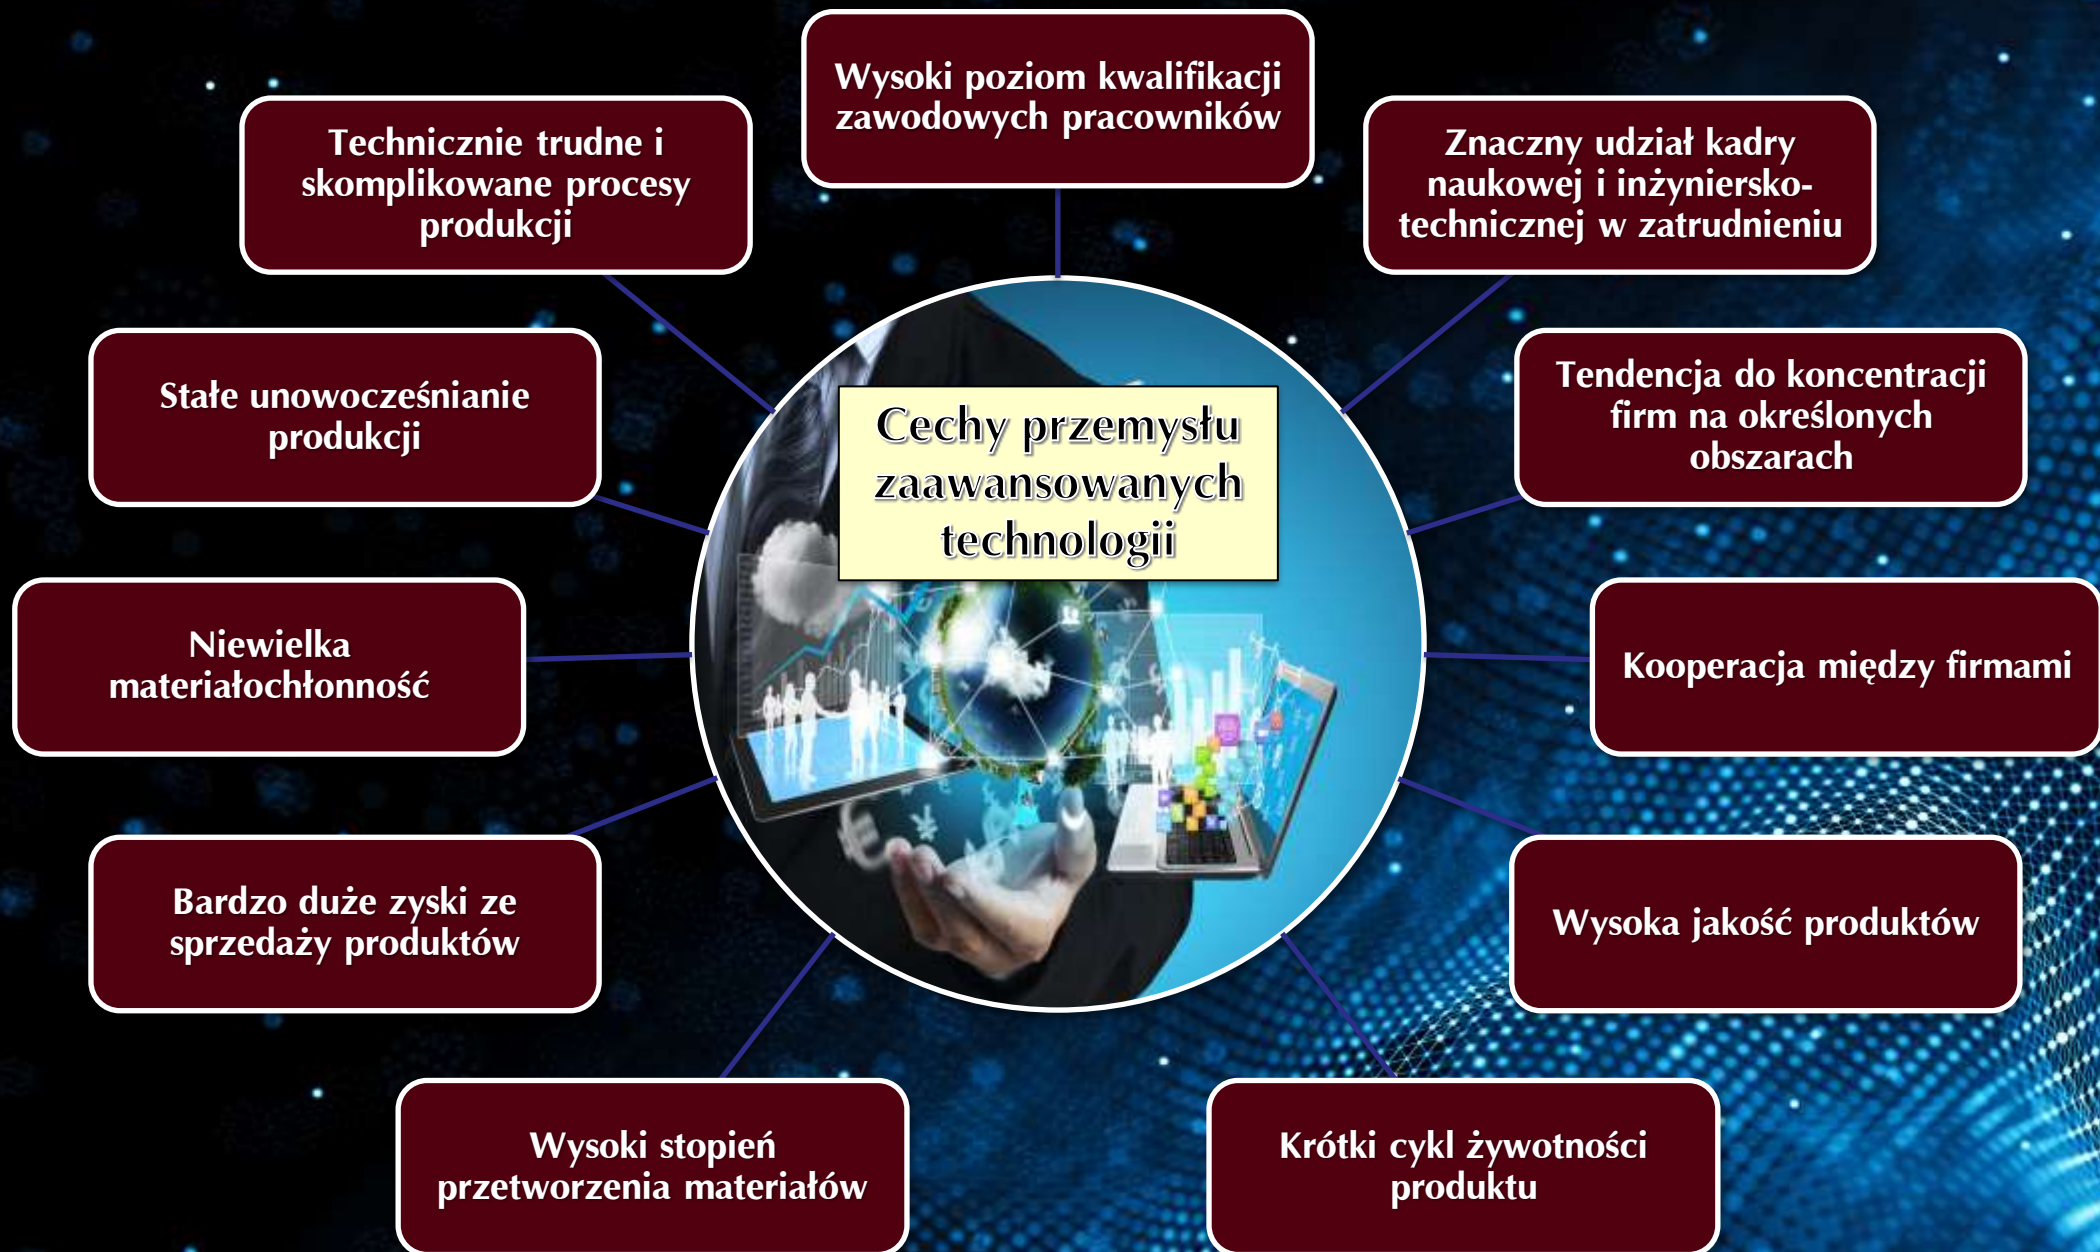 Wysoki poziom kwalifikacji
zawodowych pracowników
Technicznie trudne i
skomplikowane procesy
produkcji
Znaczny udział kadry
naukowej i inżyniersko-
technicznej w zatrudnieniu
Stałe unowocześnianie
produkcji
Tendencja do koncentracji
firm na określonych
obszarach
Cechy przemysłu
zaawansowanych
technologii
Niewielka
materiałochłonność
Kooperacja między firmami
Bardzo duże zyski ze
sprzedaży produktów
Wysoka jakość produktów
Wysoki stopień
przetworzenia materiałów
Krótki cykl żywotności
produktu